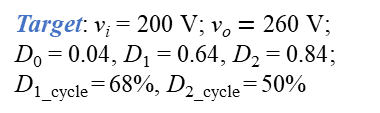 Target: vᵢ = 200 V; vₒ = 260 V;
D₀ = 0.04, D₁ = 0.64, D₂ = 0.84;
D₁_cycle = 68%, D₂_cycle = 50%